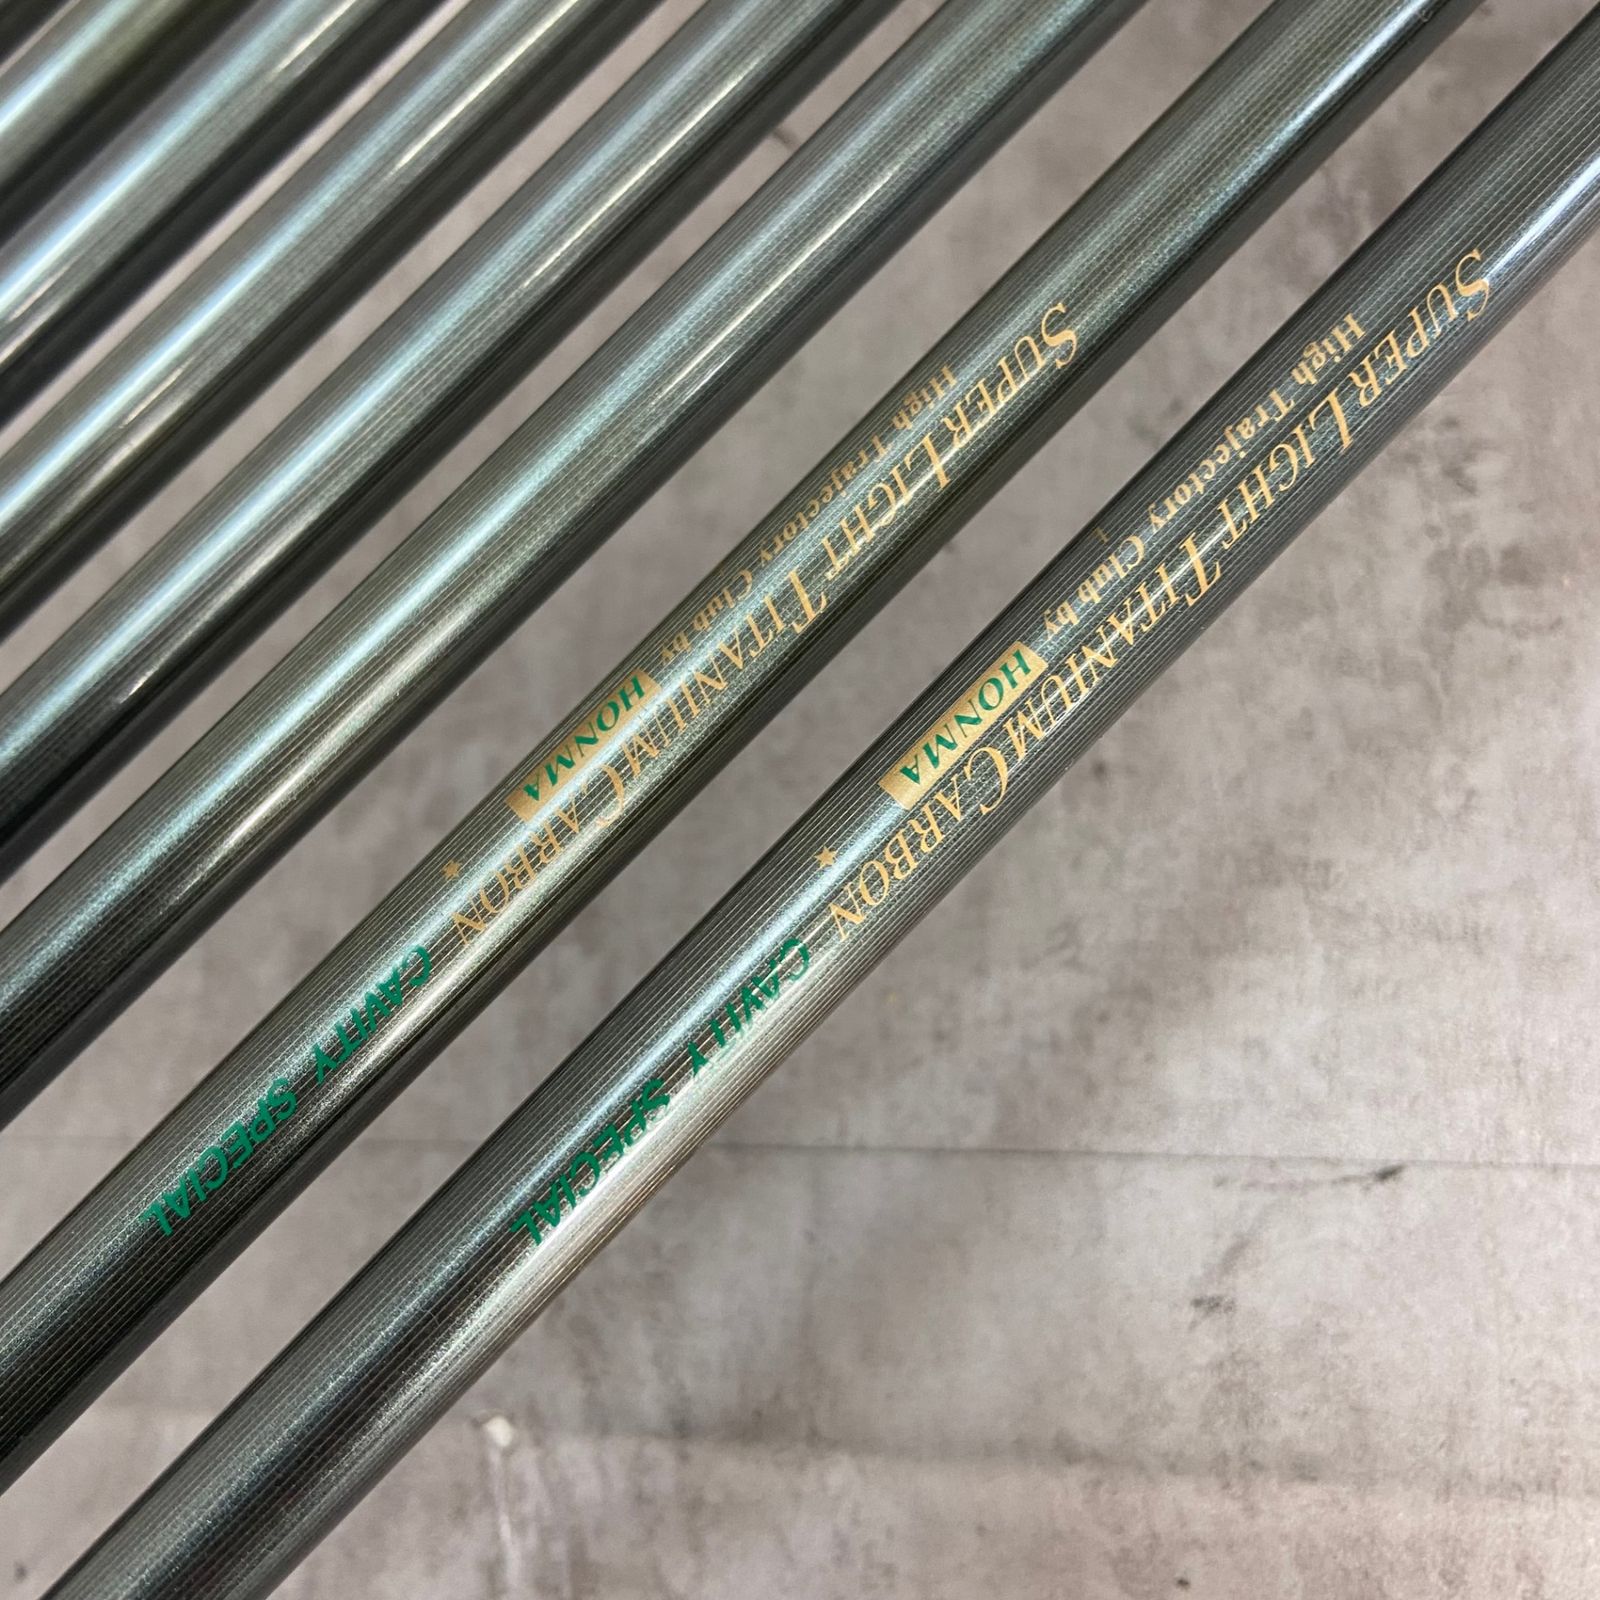 SUPER LIGHT TITANIUM CARBON
High Trajectory Club by HONMA ★
CAVITY SPECIAL
SUPER LIGHT TITANIUM CARBON
High Trajectory Club by HONMA ★
CAVITY SPECIAL